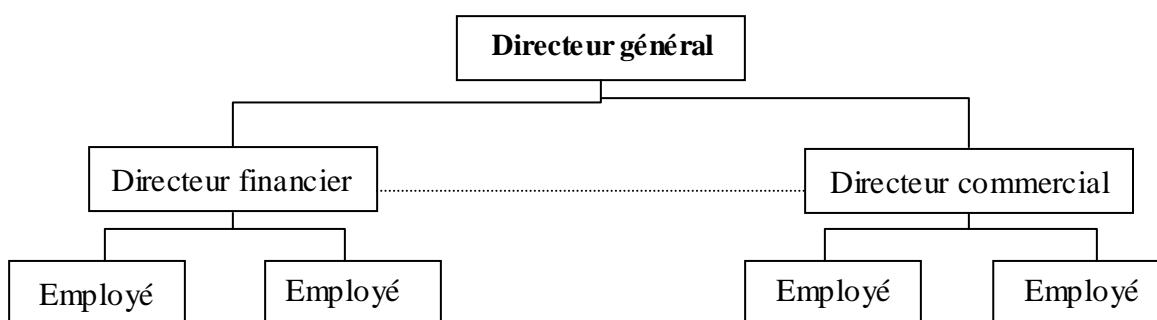 Directeur général
Directeur financier
Directeur commercial
Employé
Employé
Employé
Employé